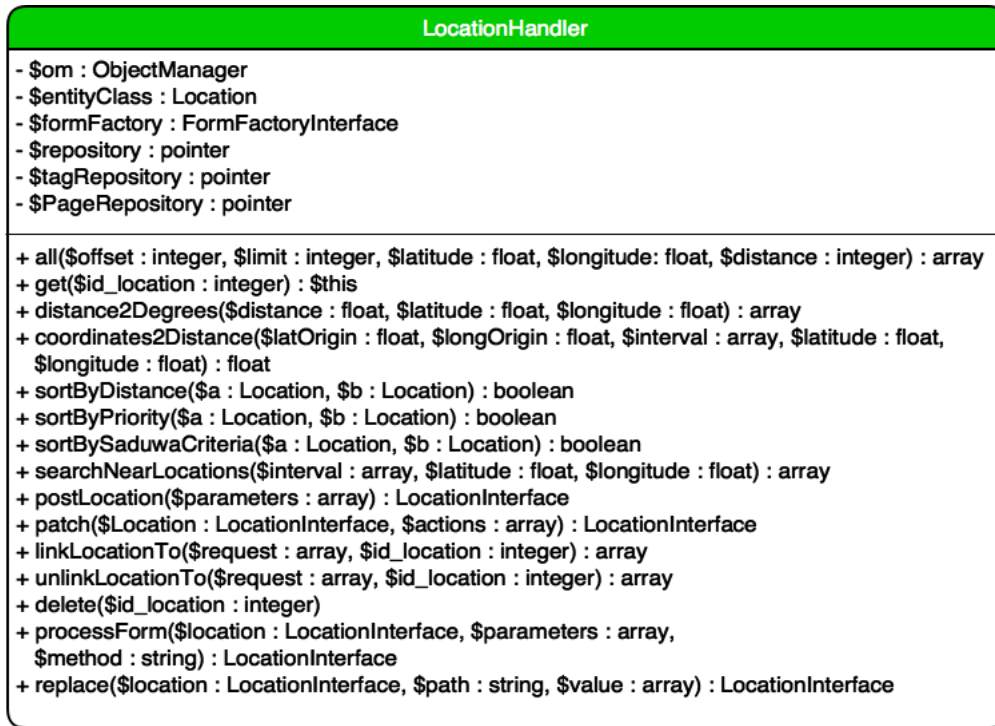 LocationHandler
- $om : ObjectManager
- $entityClass : Location
- $formFactory : FormFactoryInterface
- $repository : pointer
- $tagRepository : pointer
- $PageRepository : pointer
+ all($offset : integer, $limit : integer, $latitude : float, $longitude: float, $distance : integer) : array
+ get($id_location : integer) : $this
+ distance2Degrees($distance : float, $latitude : float, $longitude : float) : array
+ coordinates2Distance($latOrigin : float, $longOrigin : float, $interval : array, $latitude : float,
$longitude : float) : float
+ sortByDistance($a : Location, $b : Location) : boolean
+ sortByPriority($a : Location, $b : Location) : boolean
+ sortBySaduwaCriteria($a : Location, $b : Location) : boolean
+ searchNearLocations($interval : array, $latitude : float, $longitude : float) : array
+ postLocation($parameters : array) : LocationInterface
+ patch($Location : LocationInterface, $actions : array) : LocationInterface
+ linkLocationTo($request : array, $id_location : integer) : array
+ unlinkLocationTo($request : array, $id_location : integer) : array
+ delete($id_location : integer)
+ processForm($location : LocationInterface, $parameters : array,
$method : string) : LocationInterface
+ replace($location : LocationInterface, $path : string, $value : array) : LocationInterface